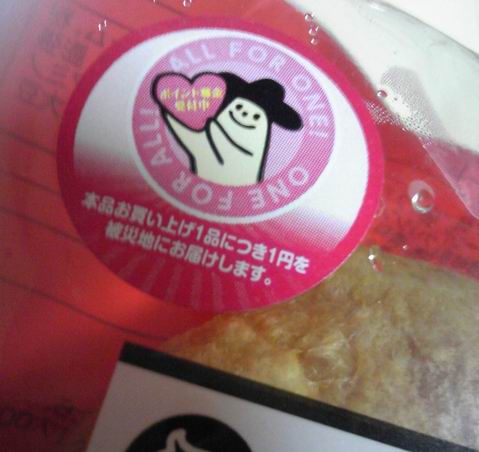 ALL FOR ONE!
ポイント募金
受付中
ONE FOR ALL!
本品お買い上げ1品につき1円を
被災地にお届けします。